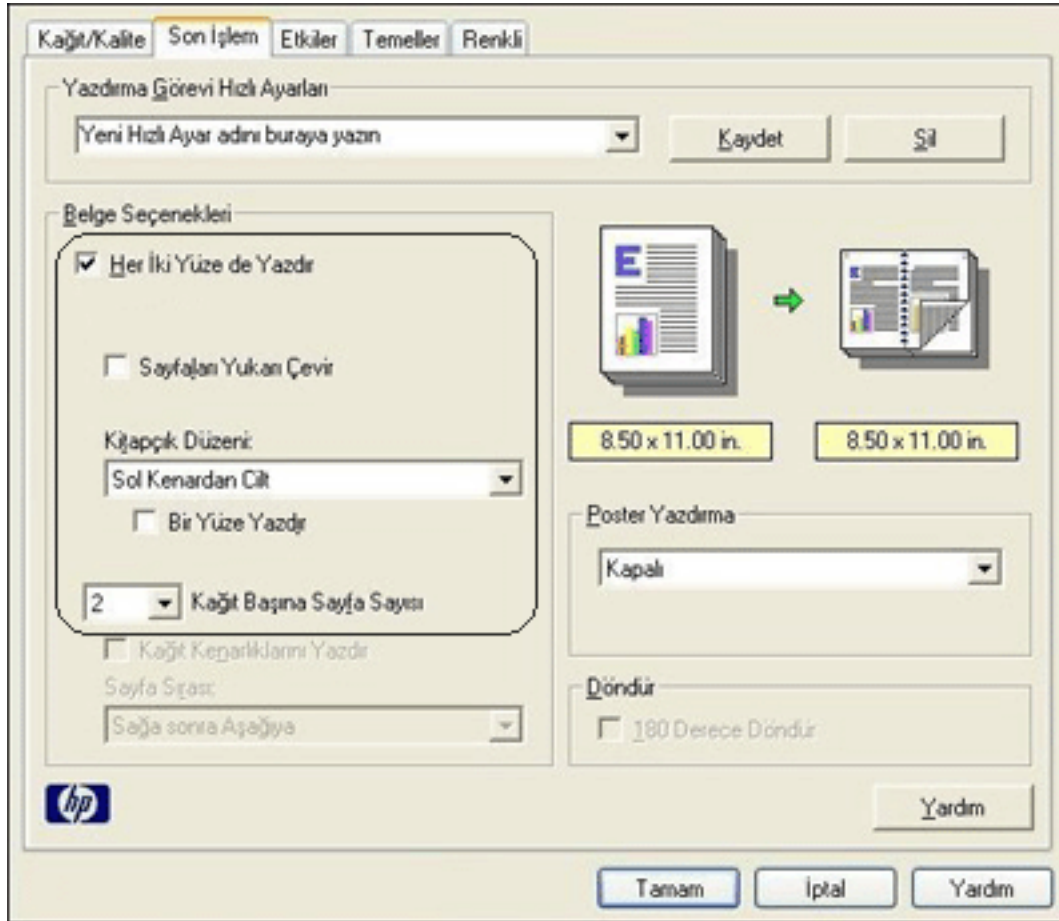 Kağıt/Kalite Son İşlem Etkiler Temeller Renkli
Yazdırma Görevi Hızlı Ayarları
Yeni Hızlı Ayar adını buraya yazın
Kaydet
Sil
Belge Seçenekleri
Her İki Yüze de Yazdır
Sayfaları Yukarı Çevir
Kitapçık Düzeni:
Sol Kenardan Cilt
Bir Yüze Yazdır
2 Kağıt Başına Sayfa Sayısı
Kağıt Kenarlıklarını Yazdır
Sayfa Sırası:
Sağa sonra Aşağıya
E
E
8.50 x 11.00 in.
8.50 x 11.00 in.
Poster Yazdırma
Kapalı
Döndür
180 Derece Döndür
hp
Yardım
Tamam İptal Yardım